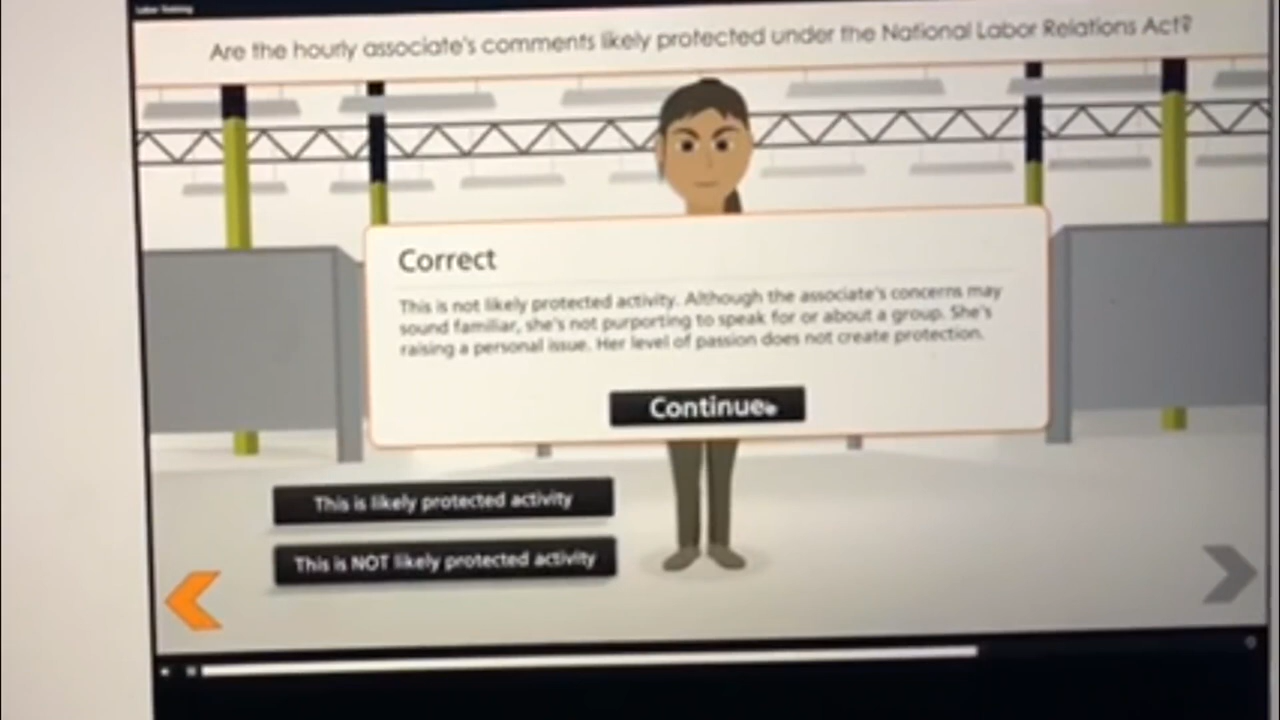 Labor Training
Are the hourly associate's comments likely protected under the National Labor Relations Act?
Correct
This is not likely protected activity. Although the associate's concerns may
sound familiar, she's not purporting to speak for or about a group. She's
raising a personal issue. Her level of passion does not create protection.
Continue
This is likely protected activity
This is NOT likely protected activity